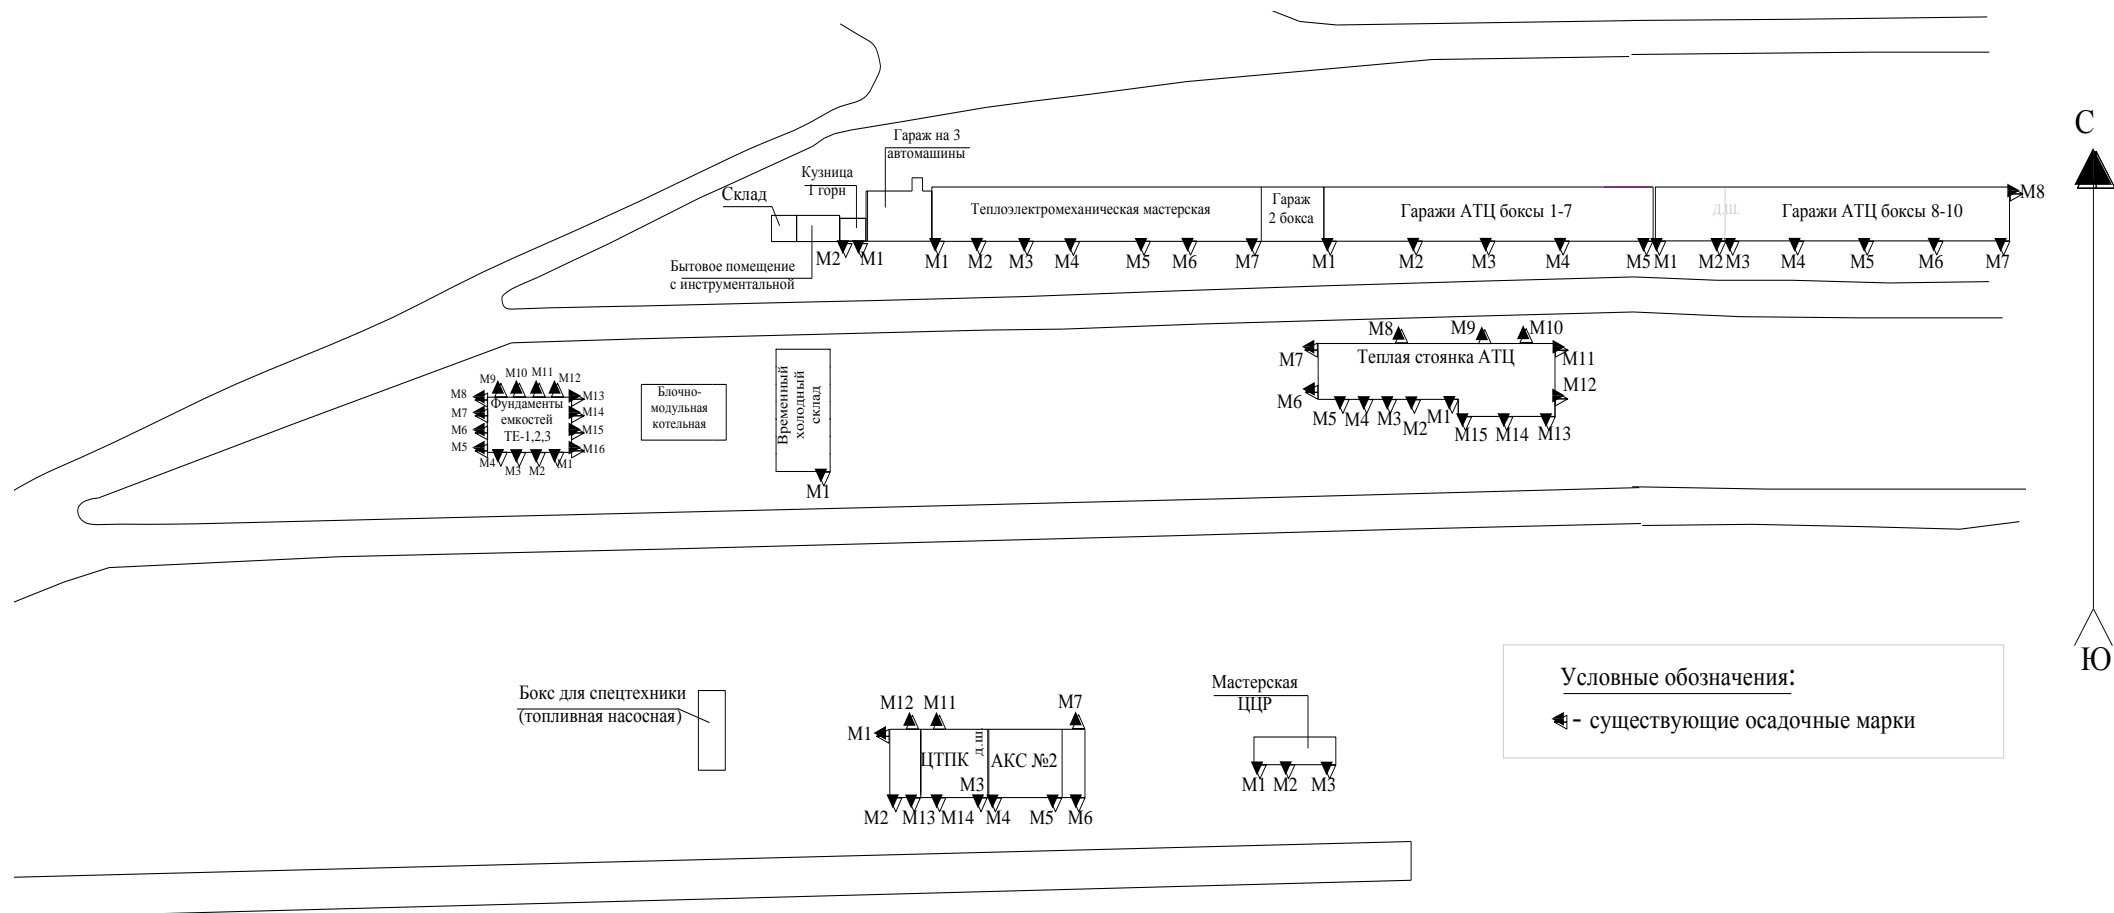 С
Гараж на 3
автомашины
Кузница
1 горн
Склад
Теплоэлектромеханическая мастерская
Гараж
2 бокса
Гаражи АТЦ боксы 1-7
Д.Ш.
Гаражи АТЦ боксы 8-10
М8
М2 М1
М1 М2 М3 М4 М5 М6 М7
М1 М2 М3 М4 М5
М1 М2 М3 М4 М5 М6 М7
Бытовое помещение
с инструментальной
М8 М9 М10
М7 Теплая стоянка АТЦ М11
М12
М6
М5 М4 М3 М2 М1
М15 М14 М13
М9 М10 М11 М12
М8 М13
М7 М14
М6 М15
М5 М16
Фундаменты
емкостей
ТЕ-1,2,3
М4 М3 М2 М1
Блочно-
модульная
котельная
Временный
холодный
склад
М1
Ю
Бокс для спецтехники
(топливная насосная)
М12 М11 М7
М1
ЦТПК
д.ш.
АКС №2
М3
М2 М13 М14 М4 М5 М6
Мастерская
ЦЦР
М1 М2 М3
Условные обозначения:
- существующие осадочные марки